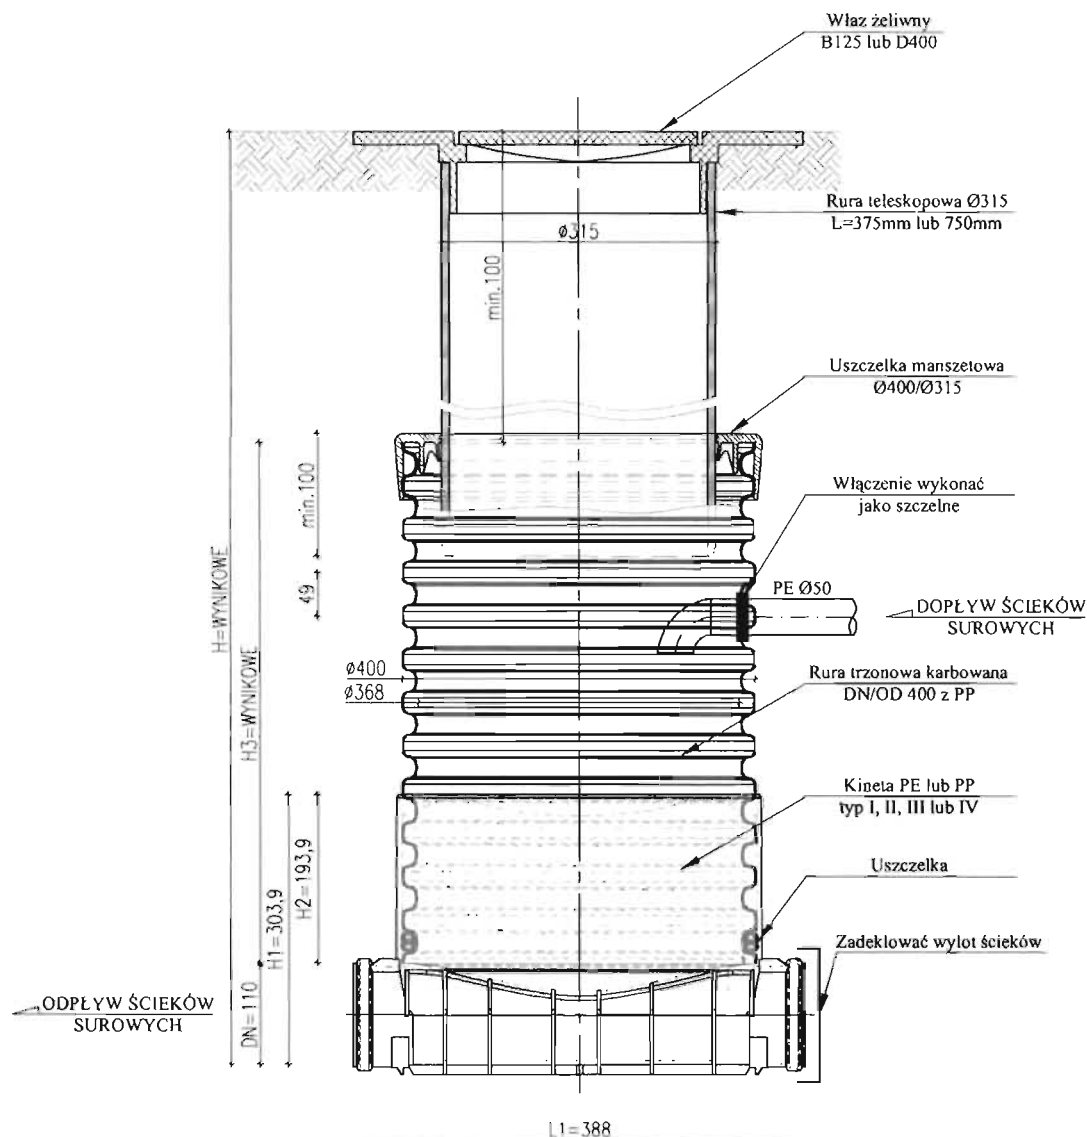 Właz żeliwny
B125 lub D400
Rura teleskopowa Ø315
L=375mm lub 750mm
ø315
min.100
Uszczelka manszetowa
Ø400/Ø315
min.100
Włączenie wykonać
jako szczelne
49
PE Ø50
DOPŁYW ŚCIEKÓW
SUROWYCH
H=WYNIKOWE
H3=WYNIKOWE
ø400
ø368
Rura trzonowa karbowana
DN/OD 400 z PP
Kineta PE lub PP
typ I, II, III lub IV
H2=193,9
H1=303,9
Uszczelka
Zadeklować wylot ścieków
DN=110
ODPŁYW ŚCIEKÓW
SUROWYCH
L1=388